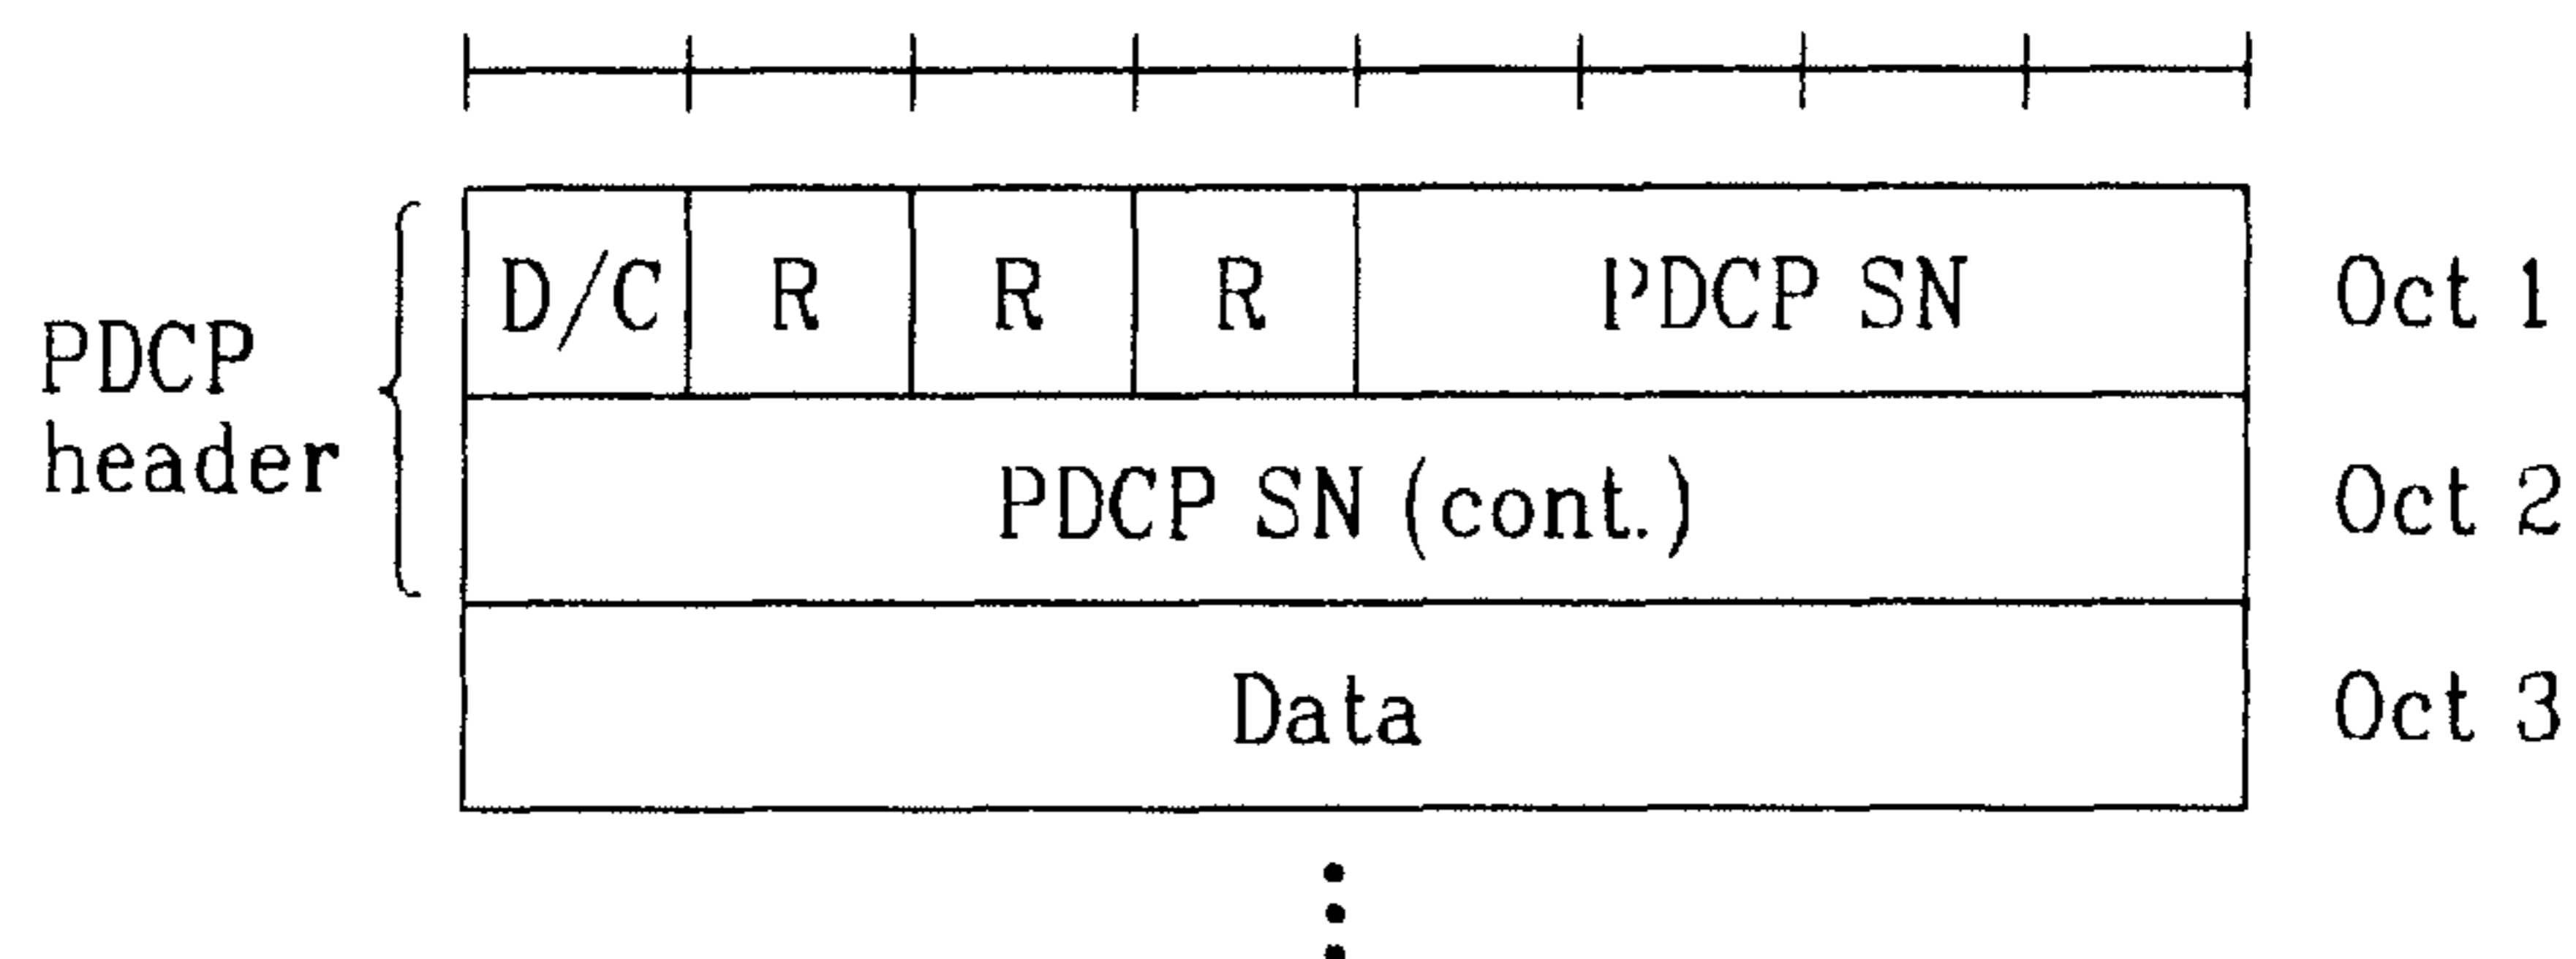 D/C R R R PDCP SN Oct 1
PDCP
header
PDCP SN (cont.) Oct 2
Data Oct 3